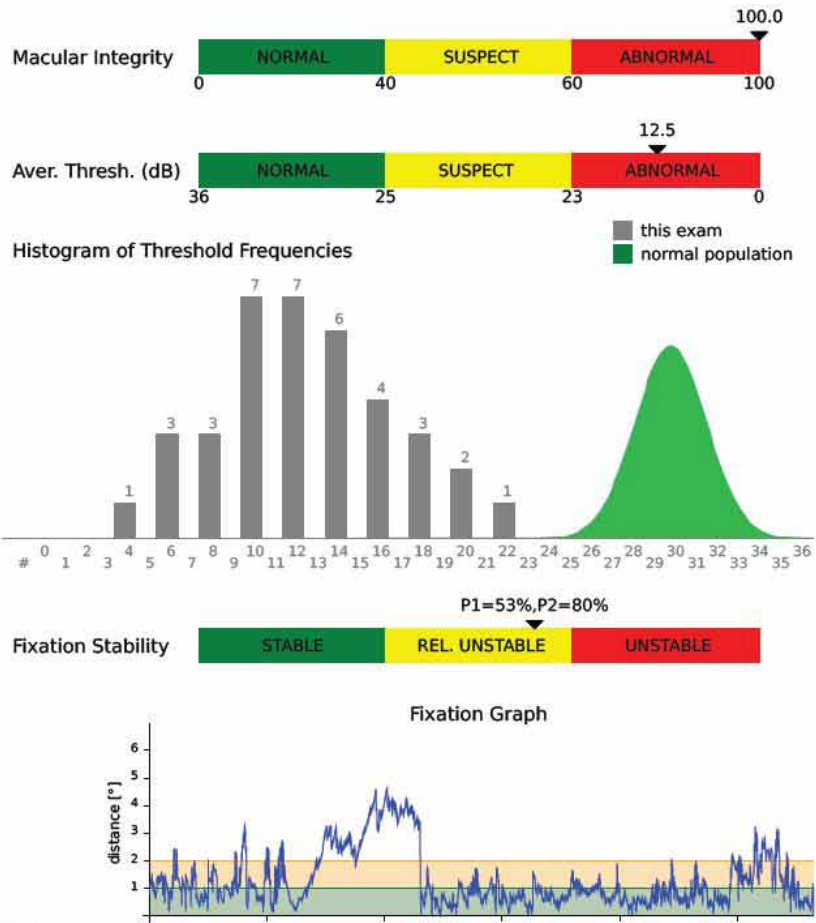 100.0
Macular Integrity NORMAL SUSPECT ABNORMAL
0 40 60 100
12.5
Aver. Thresh. (dB) NORMAL SUSPECT ABNORMAL
36 25 23 0
this exam
Histogram of Threshold Frequencies
normal population
7 7
6
4
3 3 3
2
1 1
0 2 4 6 8 10 12 14 16 18 20 22 24 26 28 30 32 34 36
# 1 3 5 7 9 11 13 15 17 19 21 23 25 27 29 31 33 35
P1=53%,P2=80%
Fixation Stability STABLE REL. UNSTABLE UNSTABLE
Fixation Graph
distance [°]
6
5
4
3
2
1